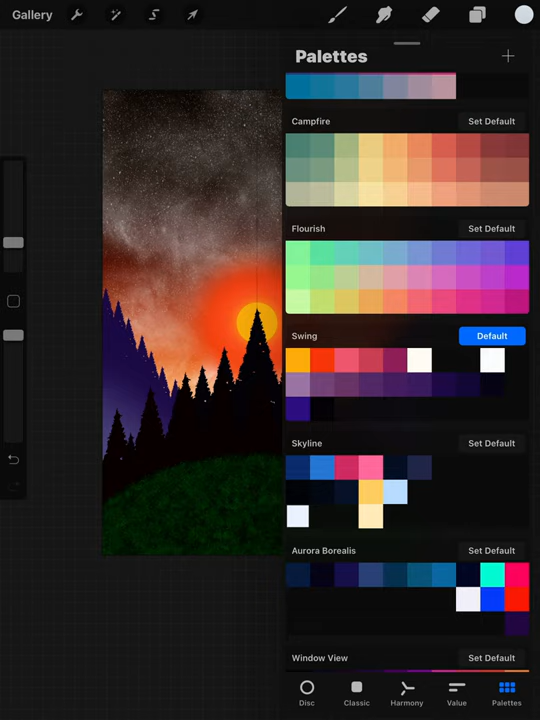 Gallery
Palettes
Campfire Set Default
Flourish Set Default
Swing Default
Skyline Set Default
Aurora Borealis Set Default
Window View Set Default
Disc Classic Harmony Value Palettes